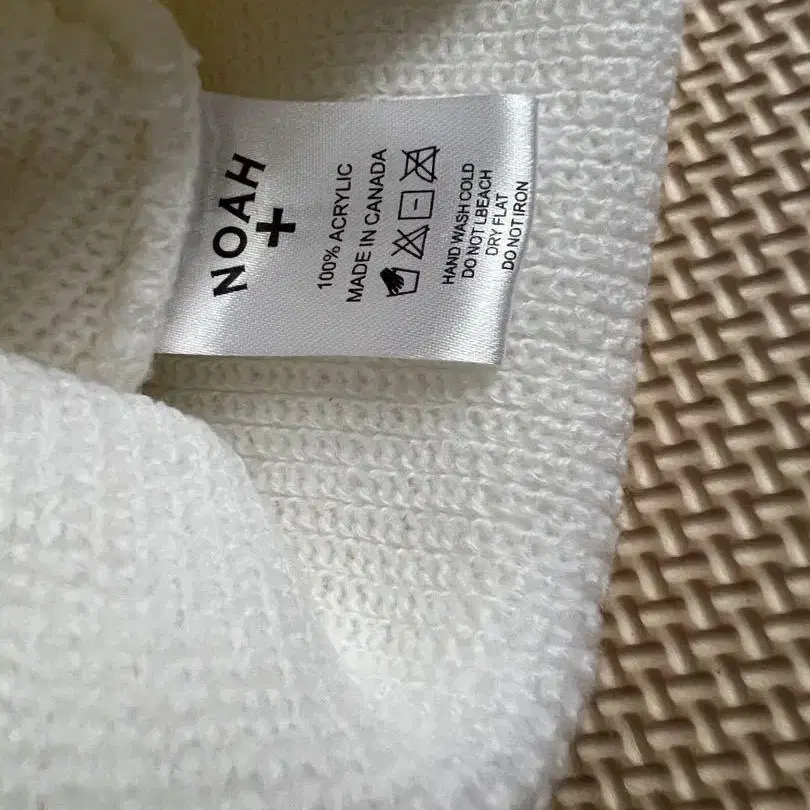 NOAH
+
100% ACRYLIC
MADE IN CANADA
HAND WASH COLD
DO NOT LBEACH
DRY FLAT
DO NOT IRON